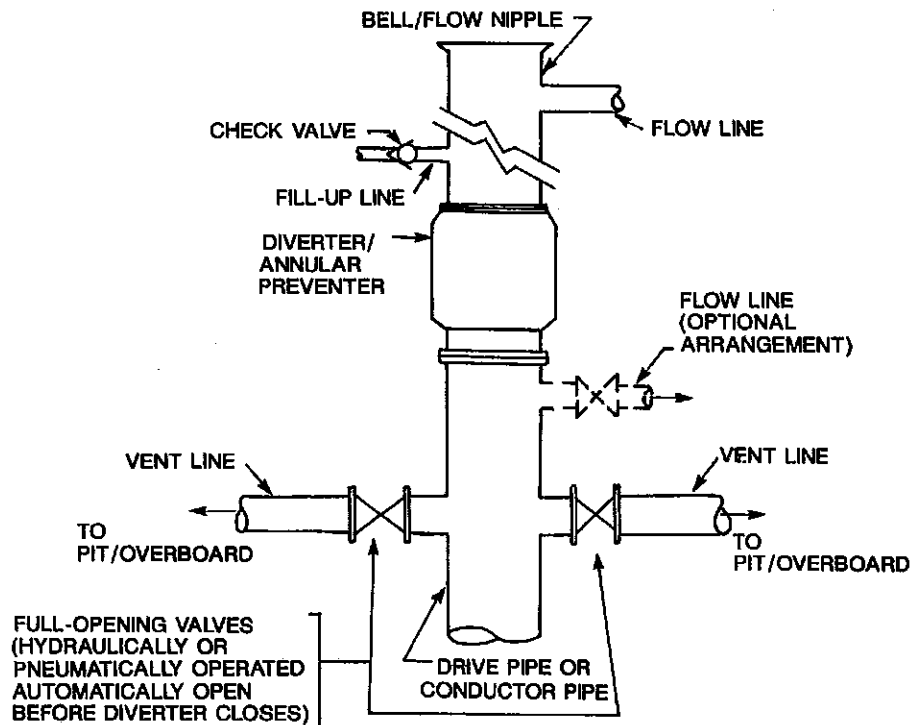 BELL/FLOW NIPPLE
FLOW LINE
CHECK VALVE
FILL-UP LINE
DIVERTER/
ANNULAR
PREVENTER
FLOW LINE
(OPTIONAL
ARRANGEMENT)
VENT LINE
VENT LINE
TO
PIT/OVERBOARD
TO
PIT/OVERBOARD
FULL-OPENING VALVES
(HYDRAULICALLY OR
PNEUMATICALLY OPERATED
AUTOMATICALLY OPEN
BEFORE DIVERTER CLOSES)
DRIVE PIPE OR
CONDUCTOR PIPE